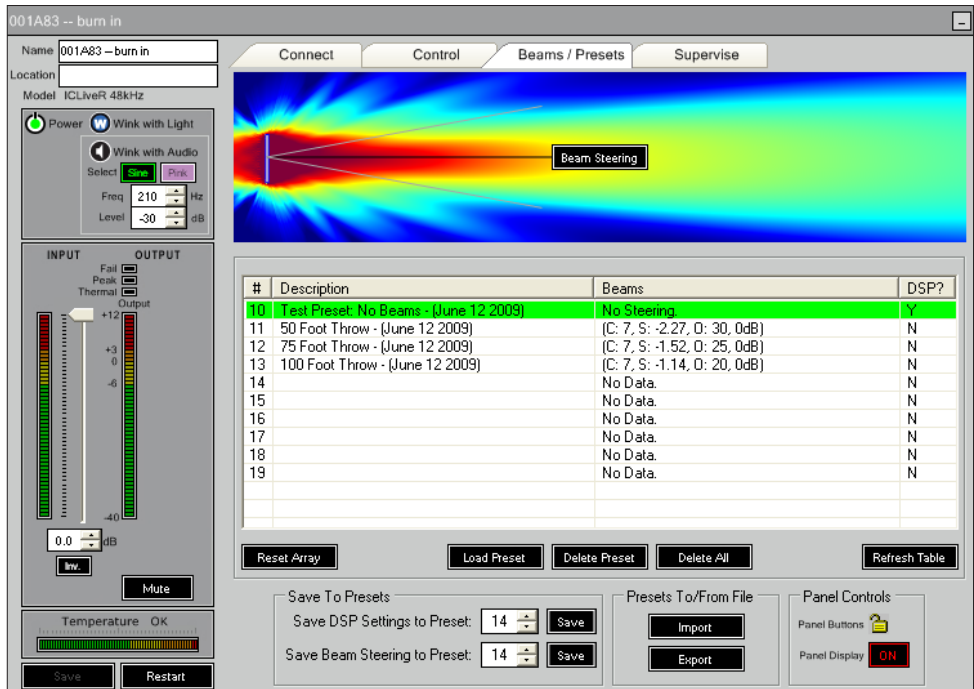 001A83 -- burn in
Name 001A83 -- burn in
Location
Model ICLiveR 48kHz
Connect Control Beams / Presets Supervise
Power W Wink with Light
Wink with Audio
Select Sine Pink
Freq 210 Hz
Level -30 dB
Beam Steering
INPUT OUTPUT
Fail
Peak
Thermal
Output
+12
+3
0
-6
-40
0.0 dB
Inv.
Mute
Temperature OK
Save Restart
# Description Beams DSP?
10 Test Preset: No Beams - (June 12 2009) No Steering. Y
11 50 Foot Throw - (June 12 2009) (C: 7, S: -2.27, O: 30, 0dB) N
12 75 Foot Throw - (June 12 2009) (C: 7, S: -1.52, O: 25, 0dB) N
13 100 Foot Throw - (June 12 2009) (C: 7, S: -1.14, O: 20, 0dB) N
14 No Data. N
15 No Data. N
16 No Data. N
17 No Data. N
18 No Data. N
19 No Data. N
Reset Array Load Preset Delete Preset Delete All Refresh Table
Save To Presets
Save DSP Settings to Preset: 14 Save
Save Beam Steering to Preset: 14 Save
Presets To/From File
Import
Export
Panel Controls
Panel Buttons
Panel Display ON